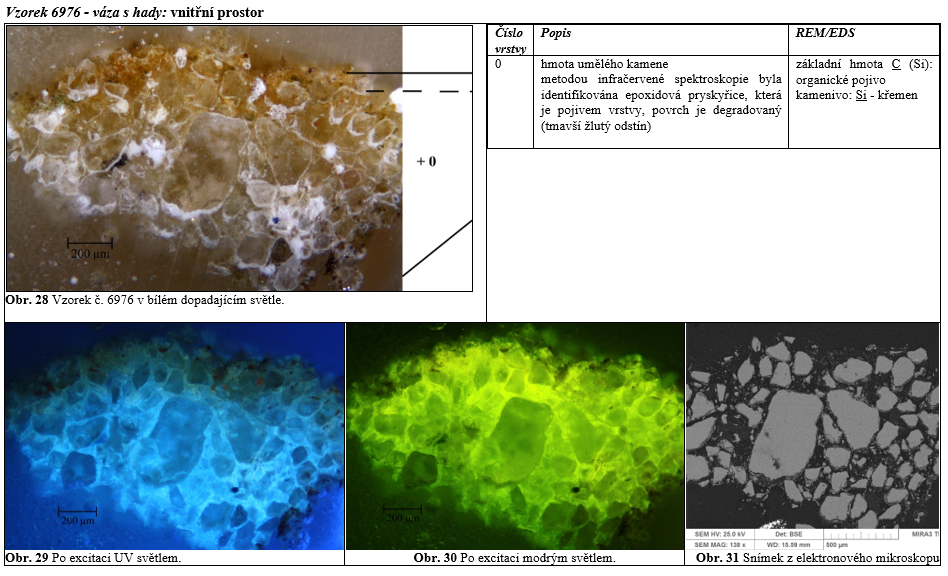 Vzorek 6976 - váza s hady: vnitřní prostor
Číslo vrstvy
Popis
REM/EDS
0
hmota umělého kamene
metodou infračervené spektroskopie byla
identifikována epoxidová pryskyřice, která
je pojivem vrstvy, povrch je degradovaný
(tmavší žlutý odstín)
základní hmota C (Si):
organické pojivo
kamenivo: Si - křemen
+ 0
200 µm
Obr. 28 Vzorek č. 6976 v bílém dopadajícím světle.
200 µm
200 µm
SEM HV: 25.0 kV
Det: BSE
MIRA3 T
SEM MAG: 138 x
WD: 15.59 mm
500 µm
Obr. 29 Po excitaci UV světlem.
Obr. 30 Po excitaci modrým světlem.
Obr. 31 Snímek z elektronového mikroskopu